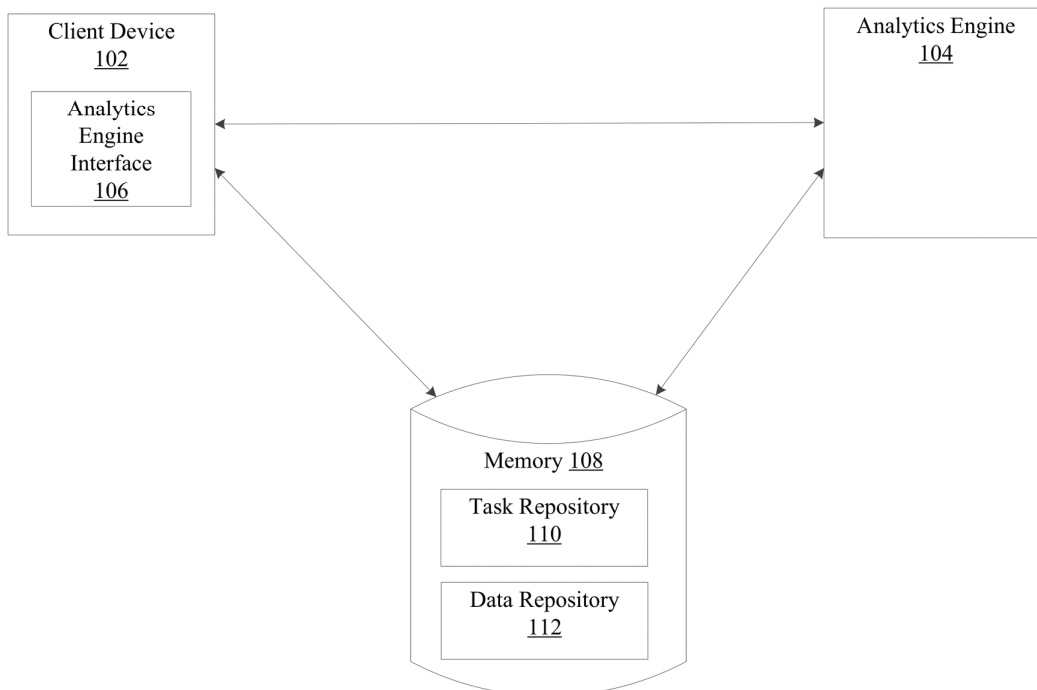 Client Device
102
Analytics
Engine
Interface
106
Analytics Engine
104
Memory 108
Task Repository
110
Data Repository
112